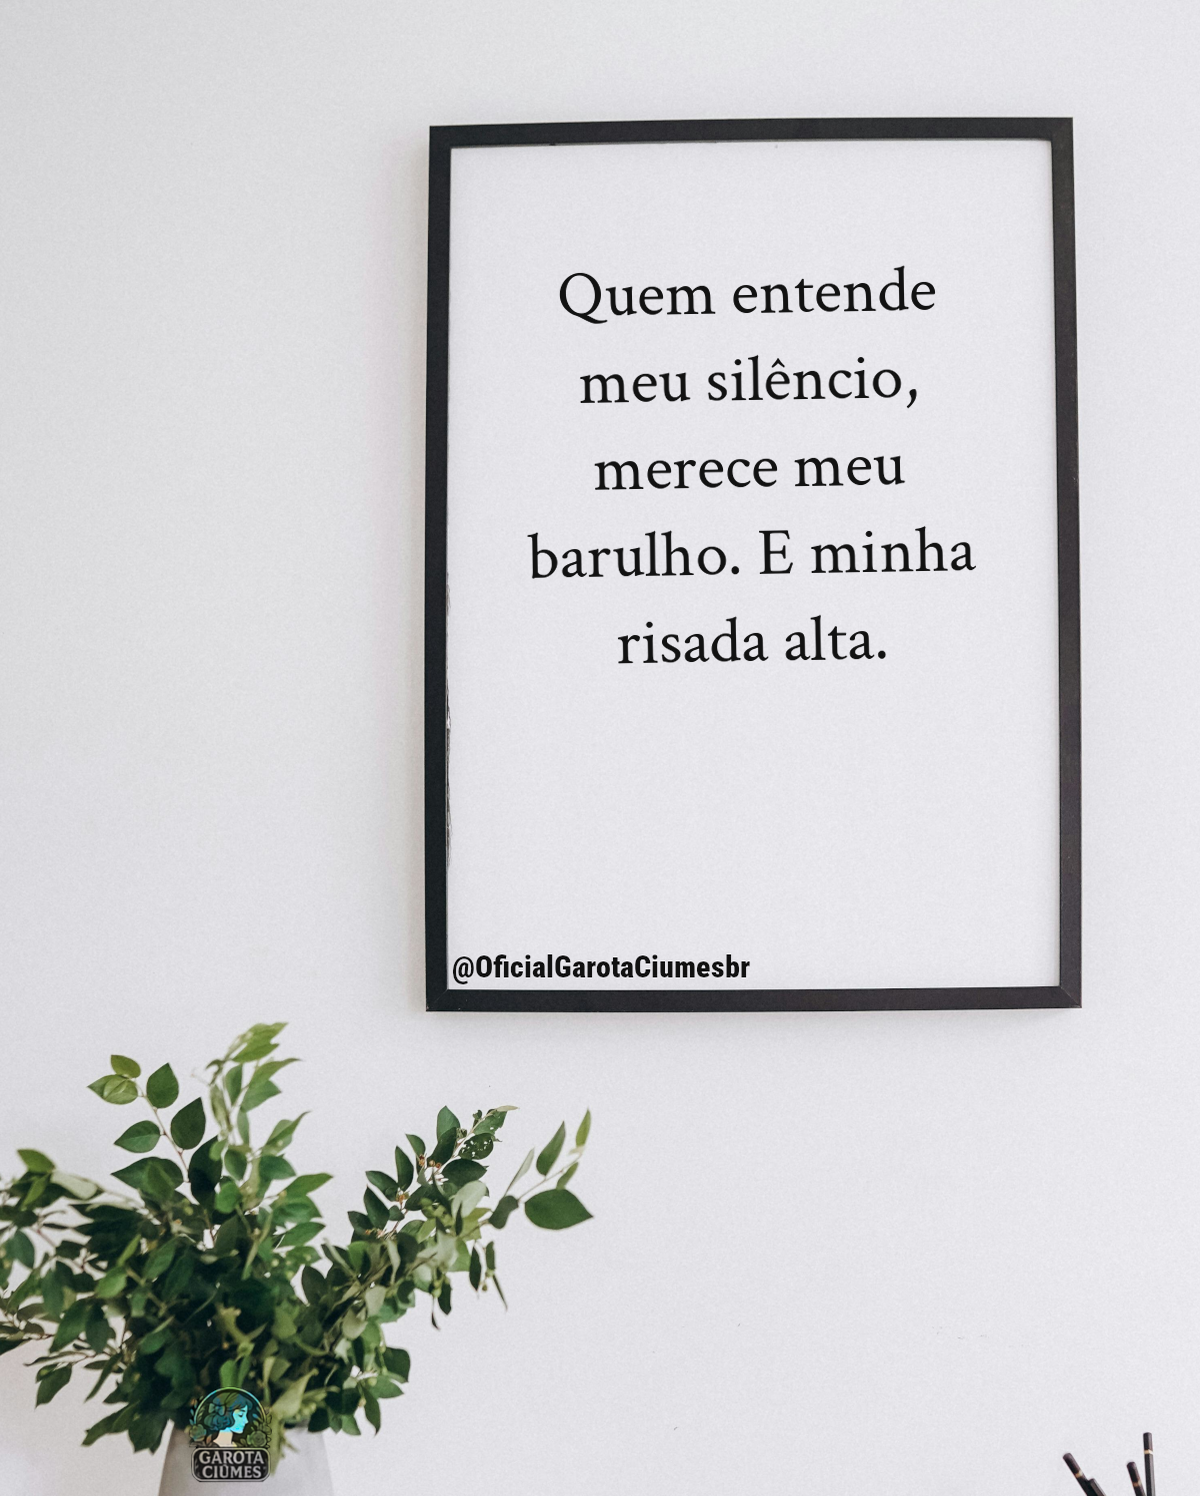 Quem entende
meu silêncio,
merece meu
barulho. E minha
risada alta.
@OficialGarotaCiumesbr
GAROTA
CIÚMES